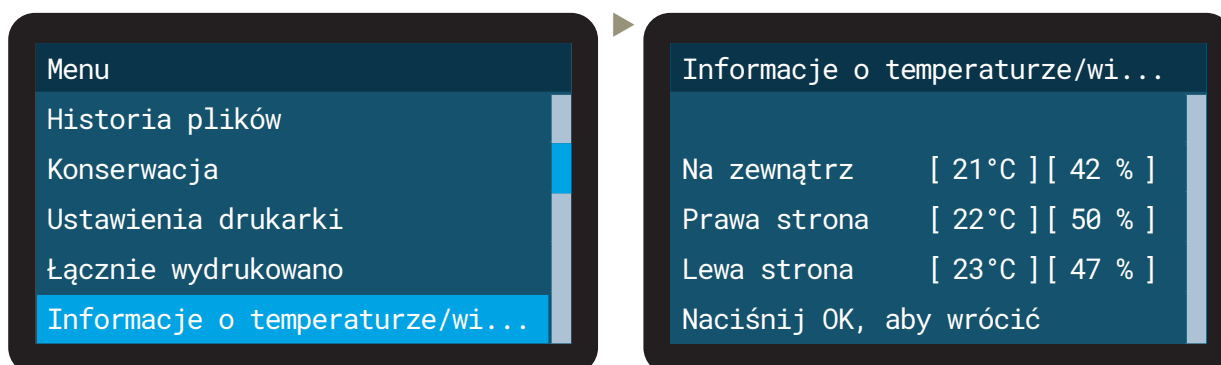 Menu
Historia plików
Konserwacja
Ustawienia drukarki
Łącznie wydrukowano
Informacje o temperaturze/wi...
Informacje o temperaturze/wi...
Na zewnątrz [ 21°C ][ 42 % ]
Prawa strona [ 22°C ][ 50 % ]
Lewa strona [ 23°C ][ 47 % ]
Naciśnij OK, aby wrócić